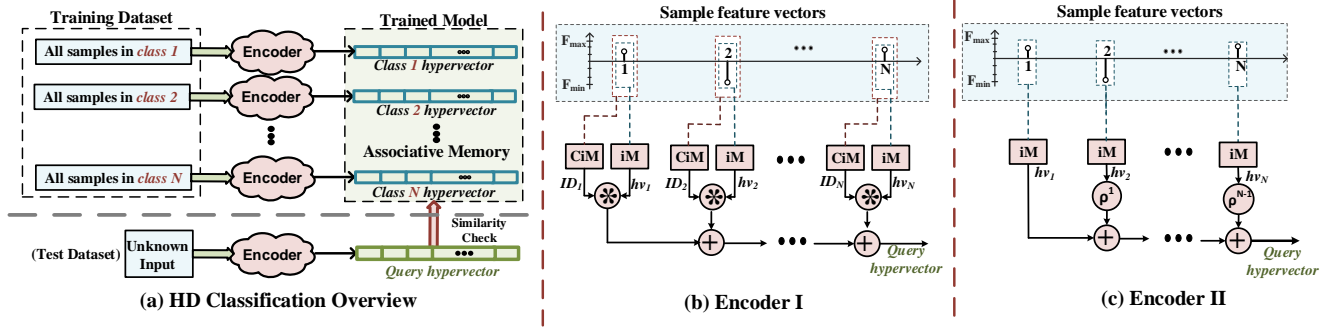 Training Dataset
Trained Model
All samples in class 1
Encoder
Class 1 hypervector
All samples in class 2
Encoder
Class 2 hypervector
Associative Memory
All samples in class N
Encoder
Class N hypervector
Similarity
Check
(Test Dataset)
Unknown
Input
Encoder
Query hypervector
(a) HD Classification Overview
Sample feature vectors
Fmax
Fmin
1
2
N
CiM
iM
CiM
iM
CiM
iM
ID1
hv1
ID2
hv2
IDN
hvN
Query
hypervector
(b) Encoder I
Sample feature vectors
Fmax
Fmin
1
2
N
iM
iM
iM
hv1
hv2
hvN
ρ1
ρN-1
Query
hypervector
(c) Encoder II